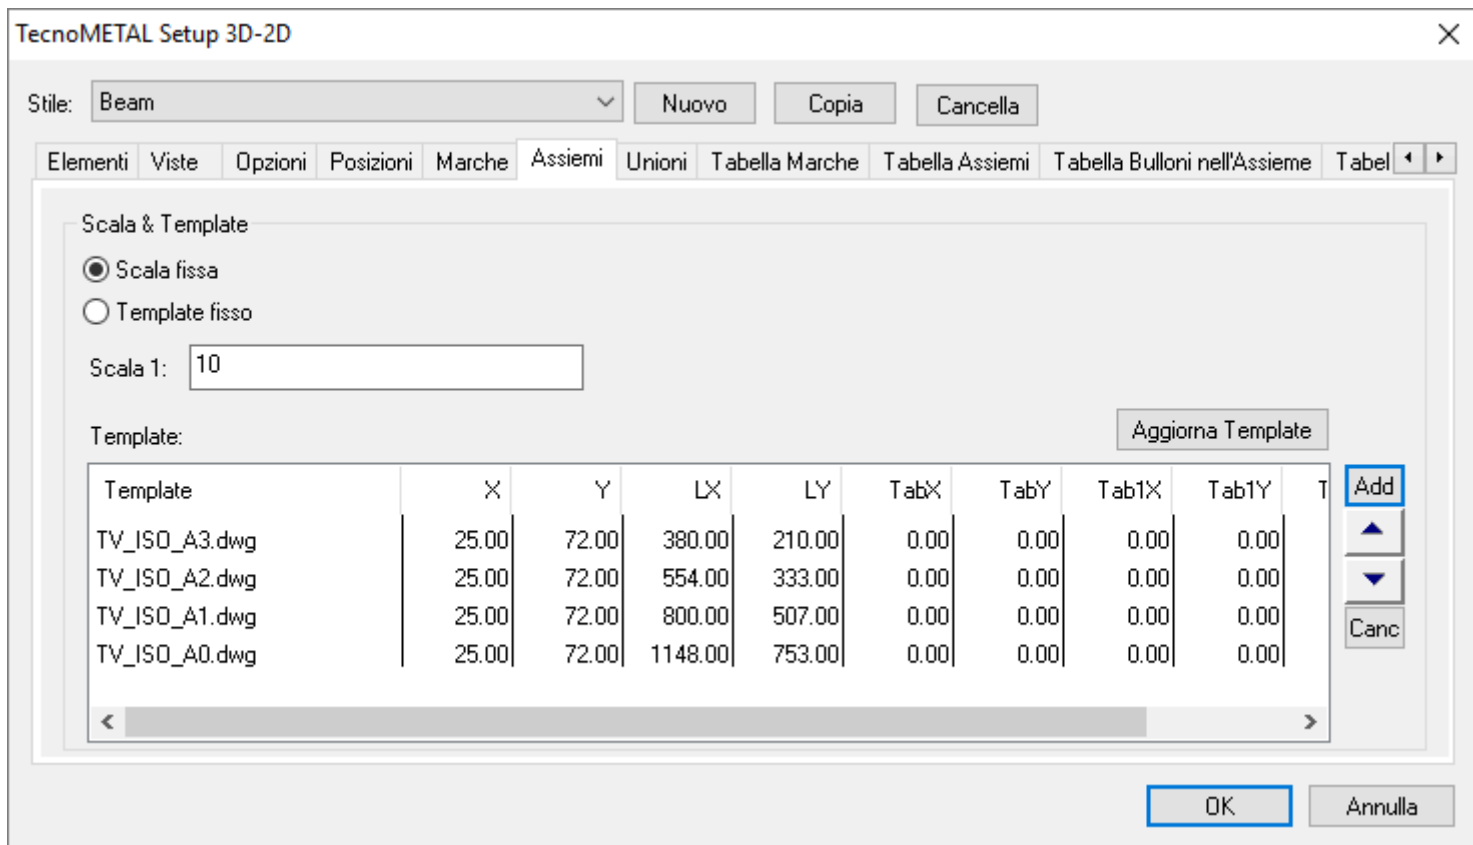 TecnoMETAL Setup 3D-2D
Stile: Beam Nuovo Copia Cancella
Elementi Viste Opzioni Posizioni Marche Assiemi Unioni Tabella Marche Tabella Assiemi Tabella Bulloni nell'Assieme Tabel
Scala & Template
Scala fissa
Template fisso
Scala 1: 10
Template: Aggiorna Template
Template X Y LX LY TabX TabY Tab1X Tab1Y T Add
TV_ISO_A3.dwg 25.00 72.00 380.00 210.00 0.00 0.00 0.00 0.00
TV_ISO_A2.dwg 25.00 72.00 554.00 333.00 0.00 0.00 0.00 0.00
TV_ISO_A1.dwg 25.00 72.00 800.00 507.00 0.00 0.00 0.00 0.00 Canc
TV_ISO_A0.dwg 25.00 72.00 1148.00 753.00 0.00 0.00 0.00 0.00
OK Annulla